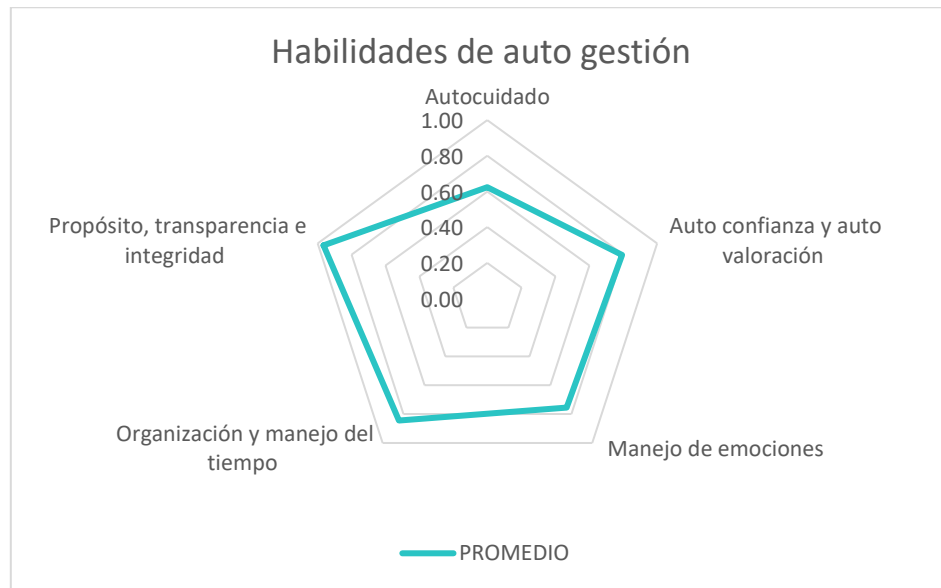 Habilidades de auto gestión
Autocuidado
1.00
0.80
0.60
0.40
0.20
0.00
Auto confianza y auto
valoración
Manejo de emociones
Organización y manejo del
tiempo
Propósito, transparencia e
integridad
PROMEDIO